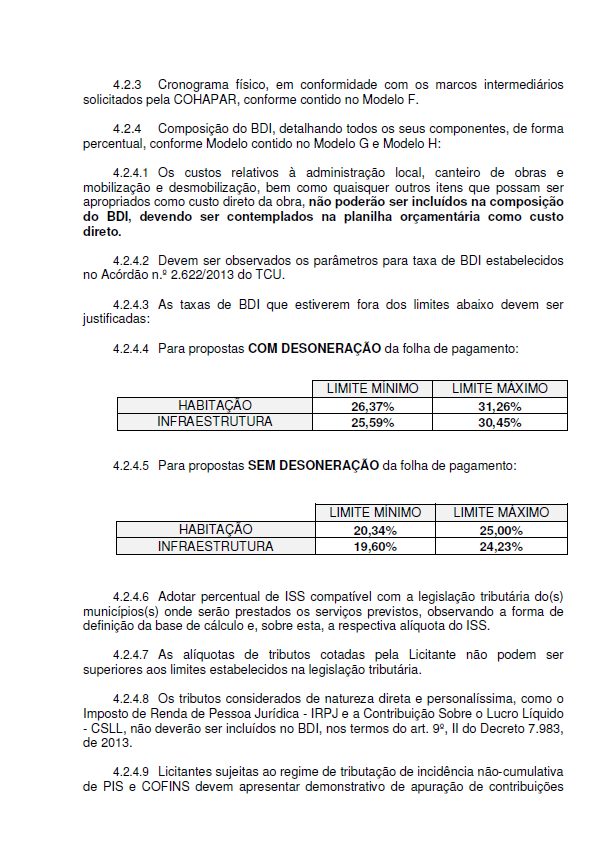 4.2.3 Cronograma físico, em conformidade com os marcos intermediários
solicitados pela COHAPAR, conforme contido no Modelo F.
4.2.4 Composição do BDI, detalhando todos os seus componentes, de forma
percentual, conforme Modelo contido no Modelo G e Modelo H:
4.2.4.1 Os custos relativos à administração local, canteiro de obras e
mobilização e desmobilização, bem como quaisquer outros itens que possam ser
apropriados como custo direto da obra, não poderão ser incluídos na composição
do BDI, devendo ser contemplados na planilha orçamentária como custo
direto.
4.2.4.2 Devem ser observados os parâmetros para taxa de BDI estabelecidos
no Acórdão n.º 2.622/2013 do TCU.
4.2.4.3 As taxas de BDI que estiverem fora dos limites abaixo devem ser
justificadas:
4.2.4.4 Para propostas COM DESONERAÇÃO da folha de pagamento:
LIMITE MÍNIMO LIMITE MÁXIMO
HABITAÇÃO 26,37% 31,26%
INFRAESTRUTURA 25,59% 30,45%
4.2.4.5 Para propostas SEM DESONERAÇÃO da folha de pagamento:
LIMITE MÍNIMO LIMITE MÁXIMO
HABITAÇÃO 20,34% 25,00%
INFRAESTRUTURA 19,60% 24,23%
4.2.4.6 Adotar percentual de ISS compatível com a legislação tributária do(s)
municípios(s) onde serão prestados os serviços previstos, observando a forma de
definição da base de cálculo e, sobre esta, a respectiva alíquota do ISS.
4.2.4.7 As alíquotas de tributos cotadas pela Licitante não podem ser
superiores aos limites estabelecidos na legislação tributária.
4.2.4.8 Os tributos considerados de natureza direta e personalíssima, como o
Imposto de Renda de Pessoa Jurídica - IRPJ e a Contribuição Sobre o Lucro Líquido
- CSLL, não deverão ser incluídos no BDI, nos termos do art. 9º, II do Decreto 7.983,
de 2013.
4.2.4.9 Licitantes sujeitas ao regime de tributação de incidência não-cumulativa
de PIS e COFINS devem apresentar demonstrativo de apuração de contribuições